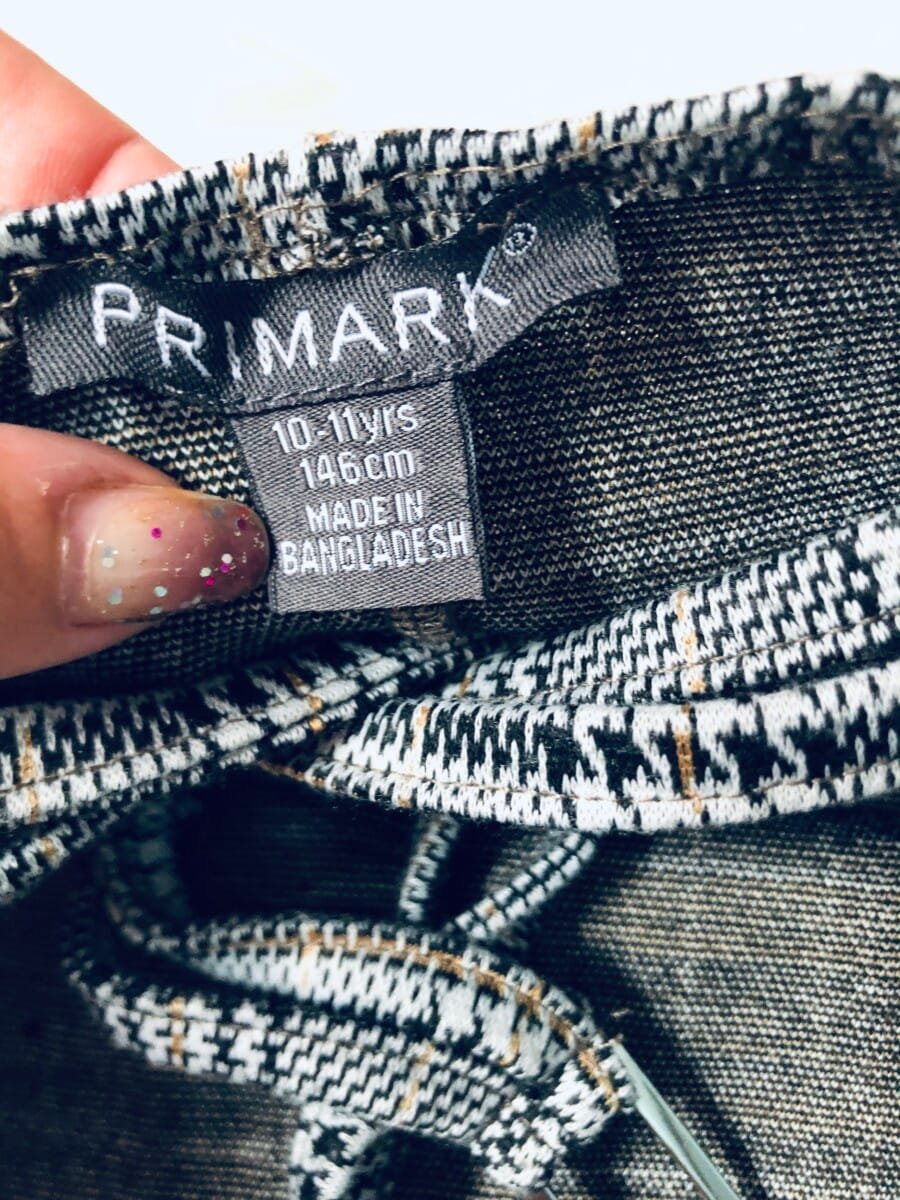 PRIMARK®
10-11yrs
146cm
MADE IN
BANGLADESH